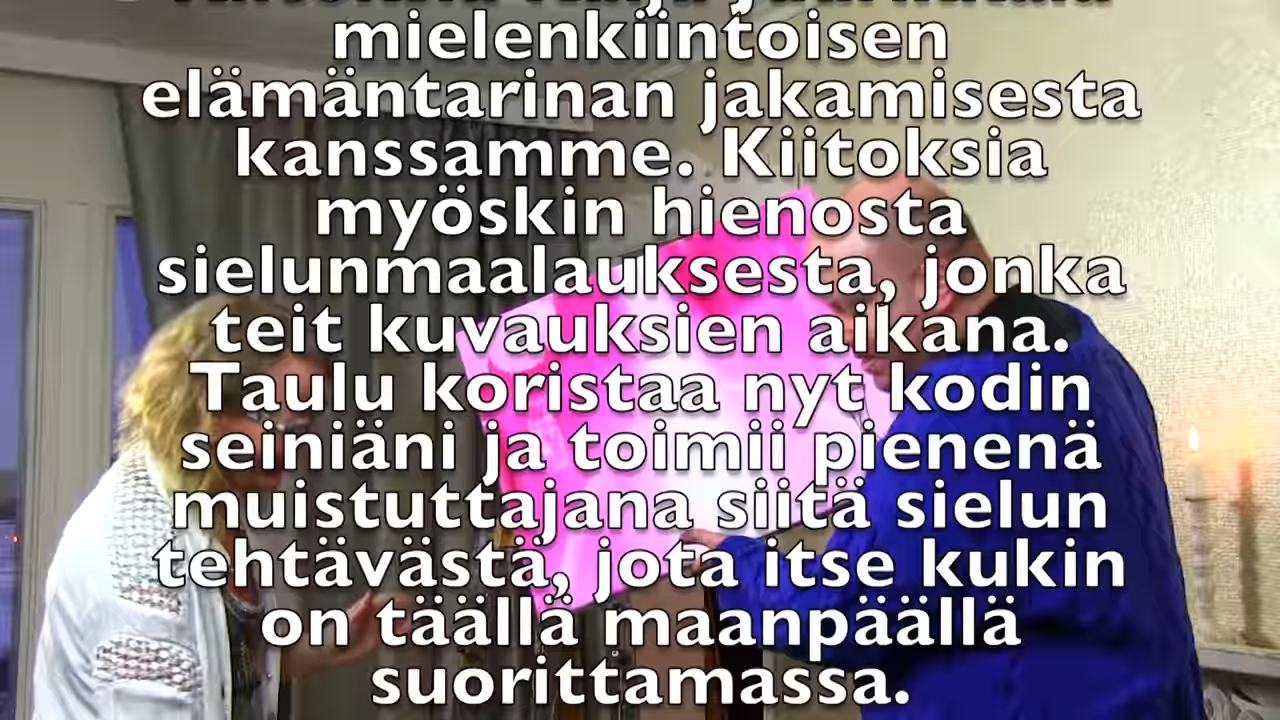 mielenkiintoisen
elämäntarinan jakamisesta
kanssamme. Kiitoksia
myöskin hienosta
sielunmaalauksesta, jonka
teit kuvauksien aikana.
Taulu koristaa nyt kodin
seiniäni ja toimii pienenä
muistuttajana siitä sielun
tehtävästä, jota itse kukin
on täällä maanpäällä
suorittamassa.